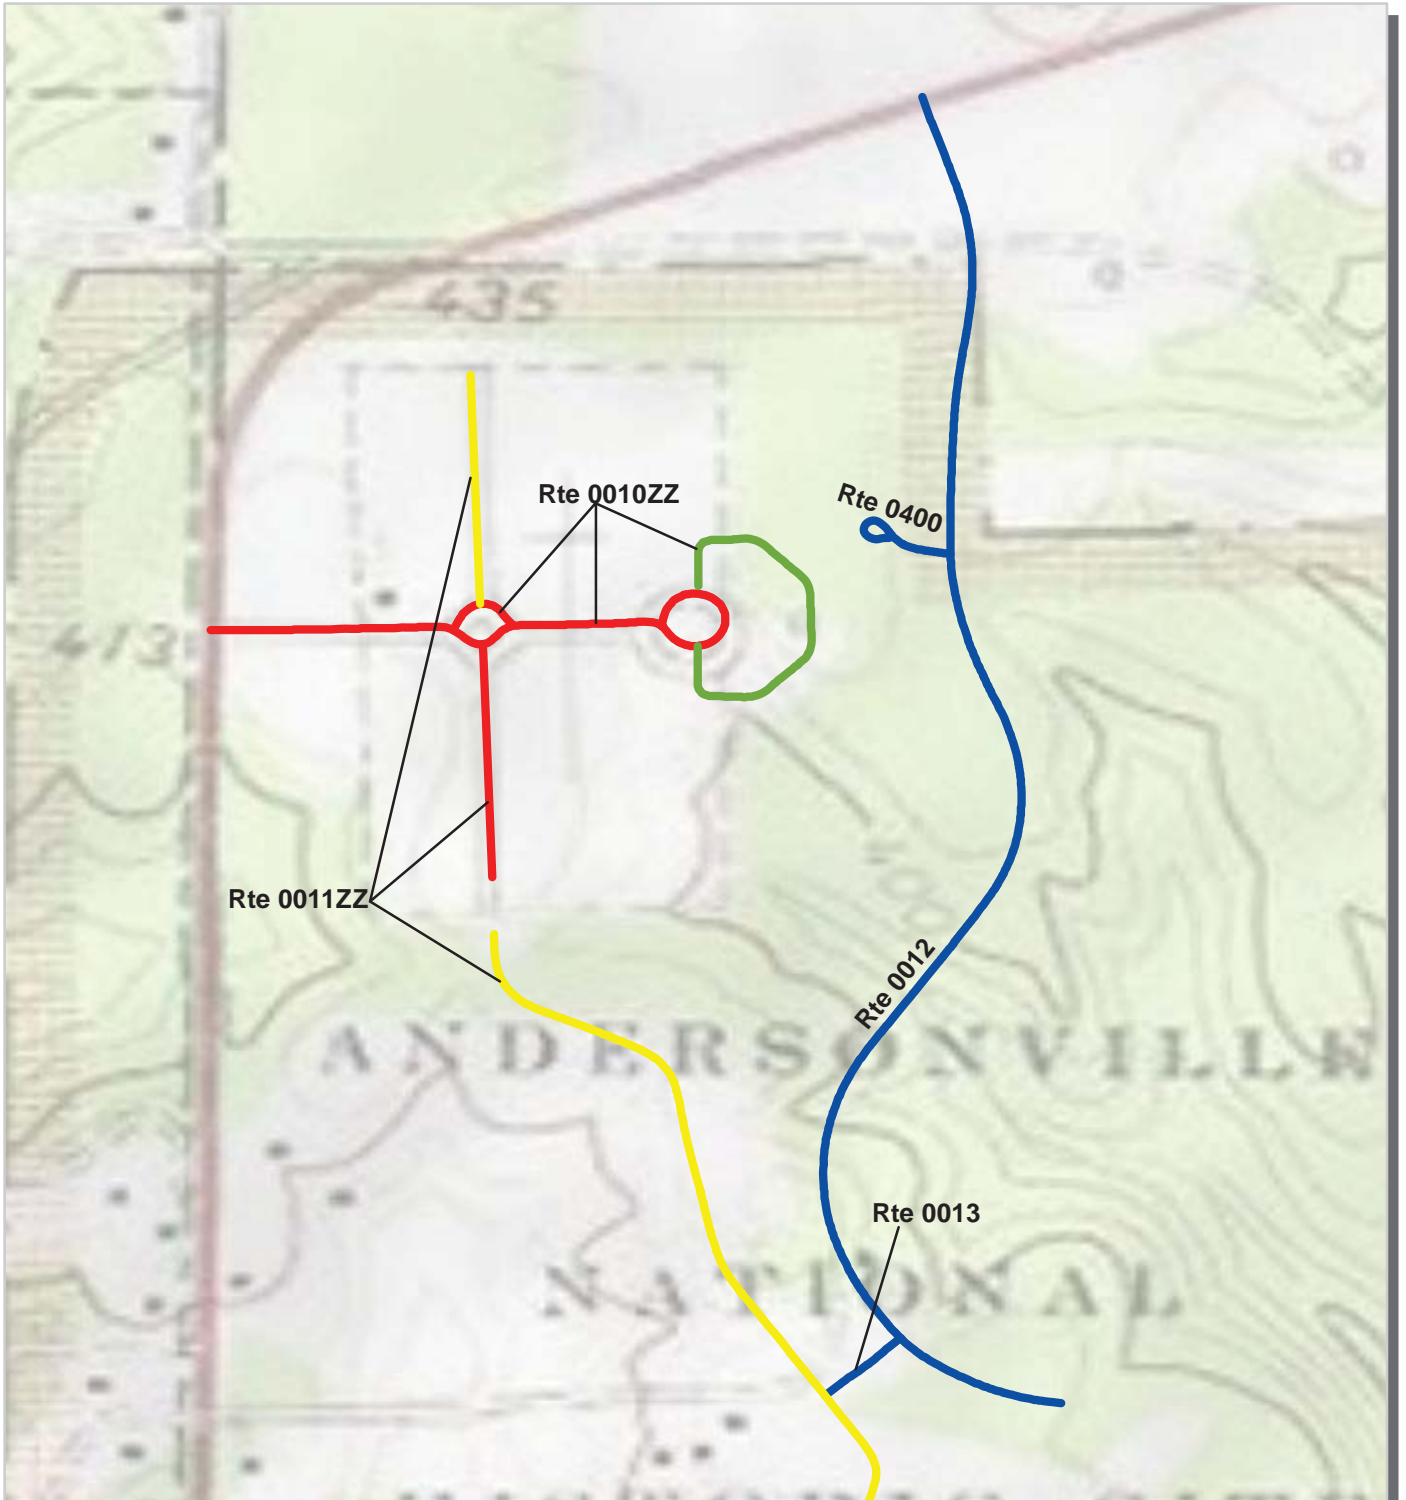 435
Rte 0010ZZ
Rte 0400
413
Rte 0011ZZ
Rte 0012
ANDERSONVILLE
Rte 0013
NATIONAL